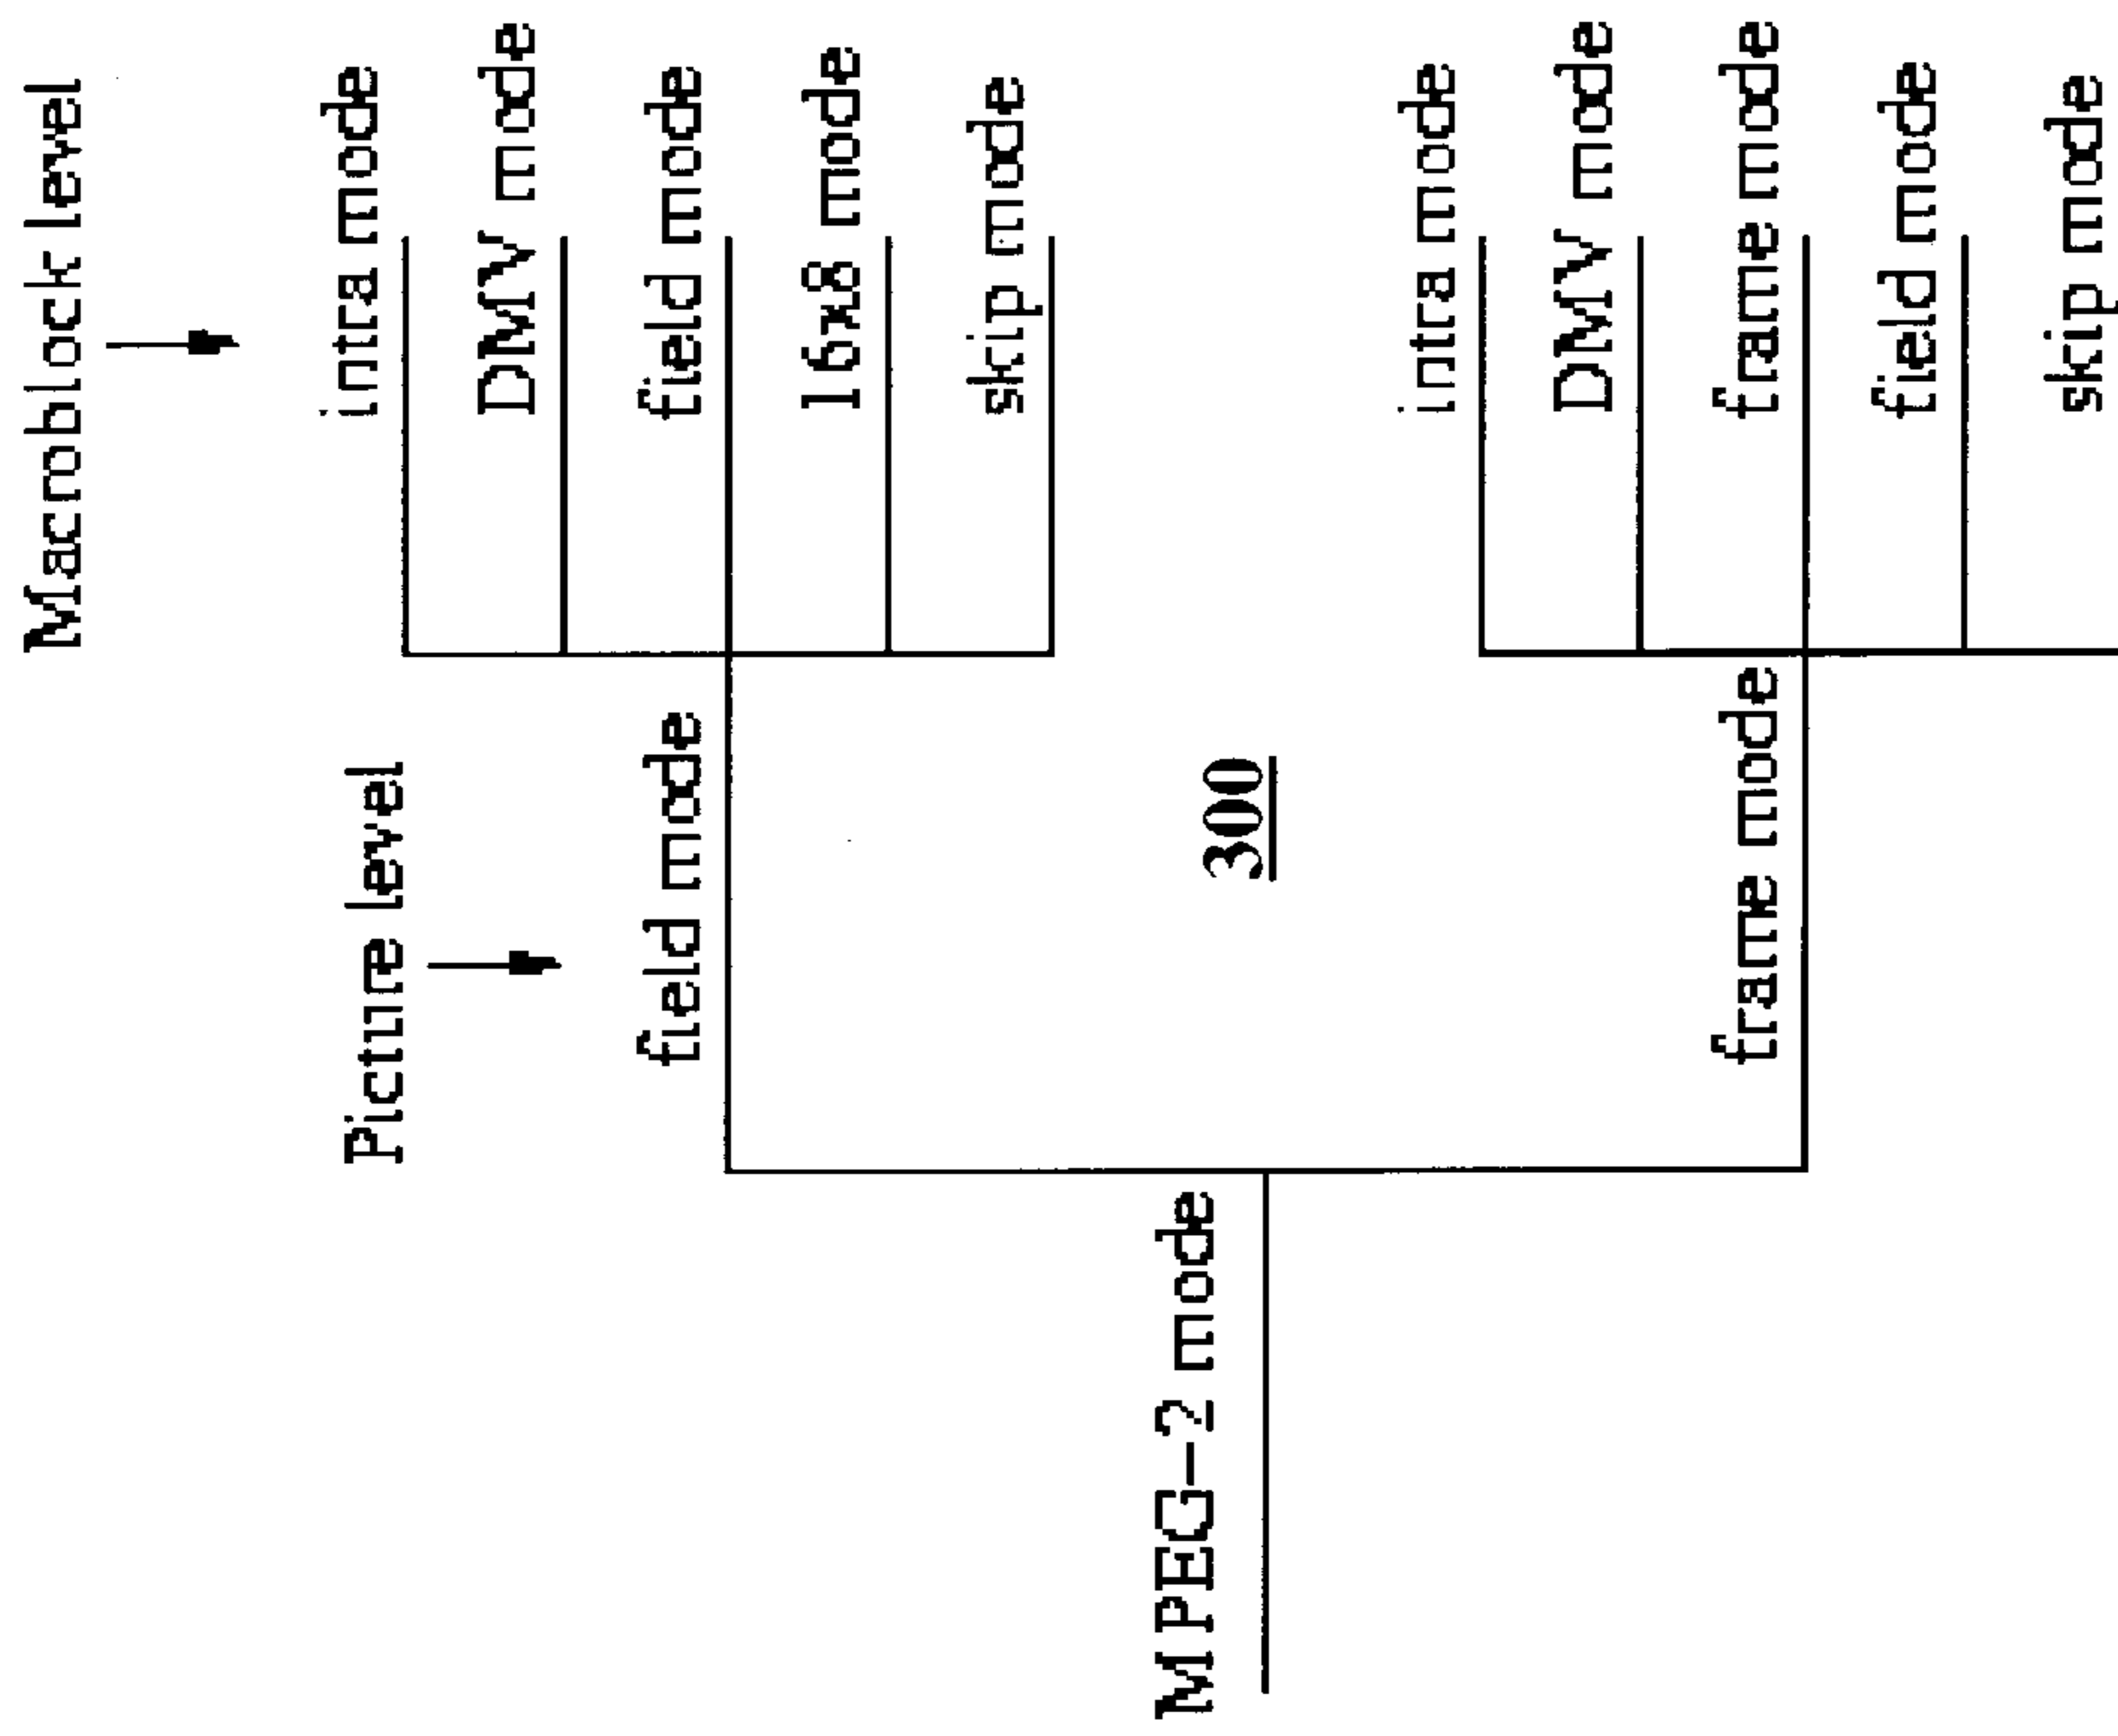 Macroblock level
Picture level
intra mode
DMV mode
field mode
field mode
16x8 mode
skip mode
MPEG-2 mode
300
intra mode
DMV mode
frame mode
frame mode
field mode
skip mode